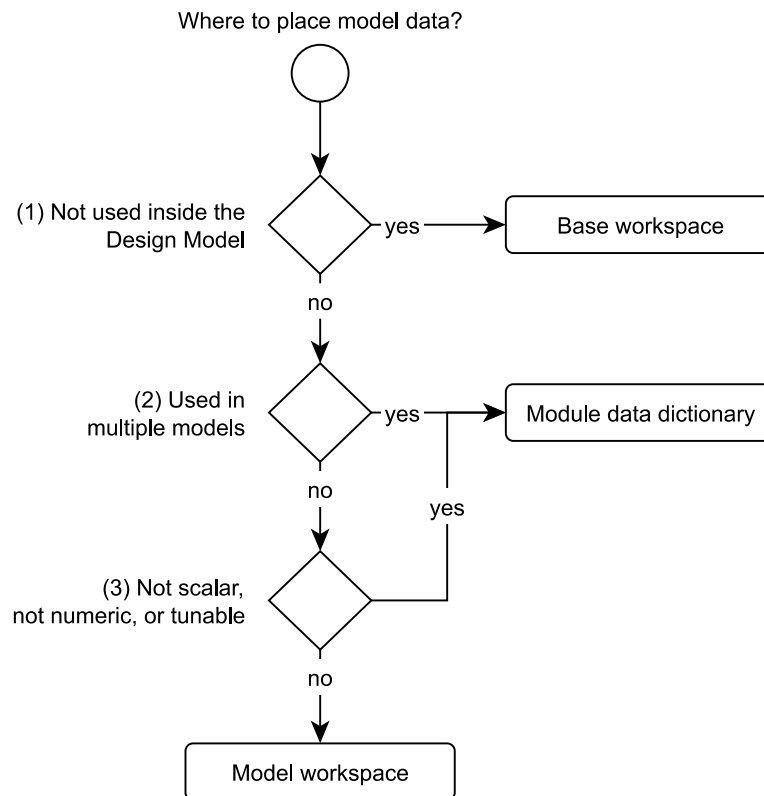 Where to place model data?
(1) Not used inside the
Design Model
yes
Base workspace
no
(2) Used in
multiple models
yes
Module data dictionary
no
yes
(3) Not scalar,
not numeric, or tunable
no
Model workspace